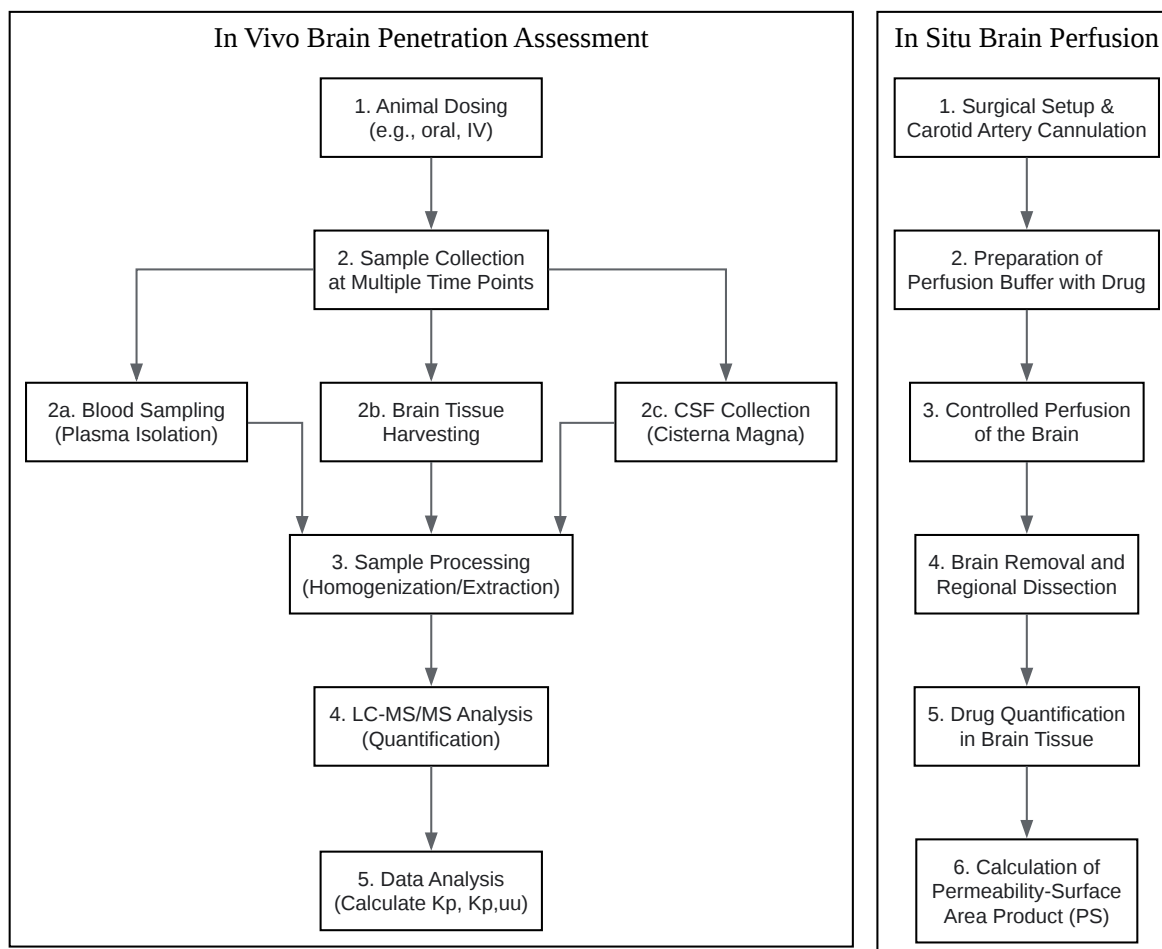 In Vivo Brain Penetration Assessment
1. Animal Dosing
(e.g., oral, IV)
2. Sample Collection
at Multiple Time Points
2a. Blood Sampling
(Plasma Isolation)
2b. Brain Tissue
Harvesting
2c. CSF Collection
(Cisterna Magna)
3. Sample Processing
(Homogenization/Extraction)
4. LC-MS/MS Analysis
(Quantification)
5. Data Analysis
(Calculate Kp, Kp,uu)
In Situ Brain Perfusion
1. Surgical Setup &
Carotid Artery Cannulation
2. Preparation of
Perfusion Buffer with Drug
3. Controlled Perfusion
of the Brain
4. Brain Removal and
Regional Dissection
5. Drug Quantification
in Brain Tissue
6. Calculation of
Permeability-Surface
Area Product (PS)